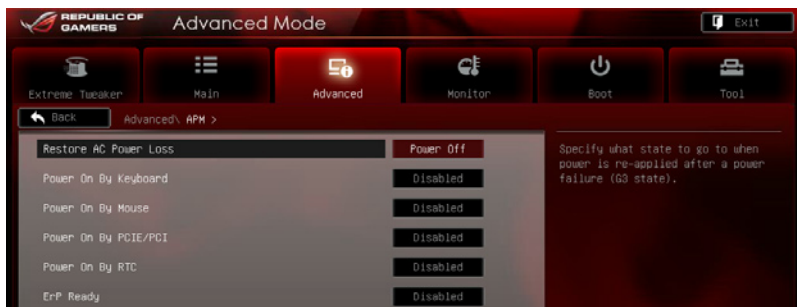 REPUBLIC OF
GAMERS
Advanced Mode
Exit
Extreme Tweaker
Main
Advanced
Monitor
Boot
Tool
Back
Advanced\ APM >
Restore AC Power Loss
Power Off
Specify what state to go to when
power is re-applied after a power
failure (G3 state).
Power On By Keyboard
Disabled
Power On By Mouse
Disabled
Power On By PCIE/PCI
Disabled
Power On By RTC
Disabled
ErP Ready
Disabled